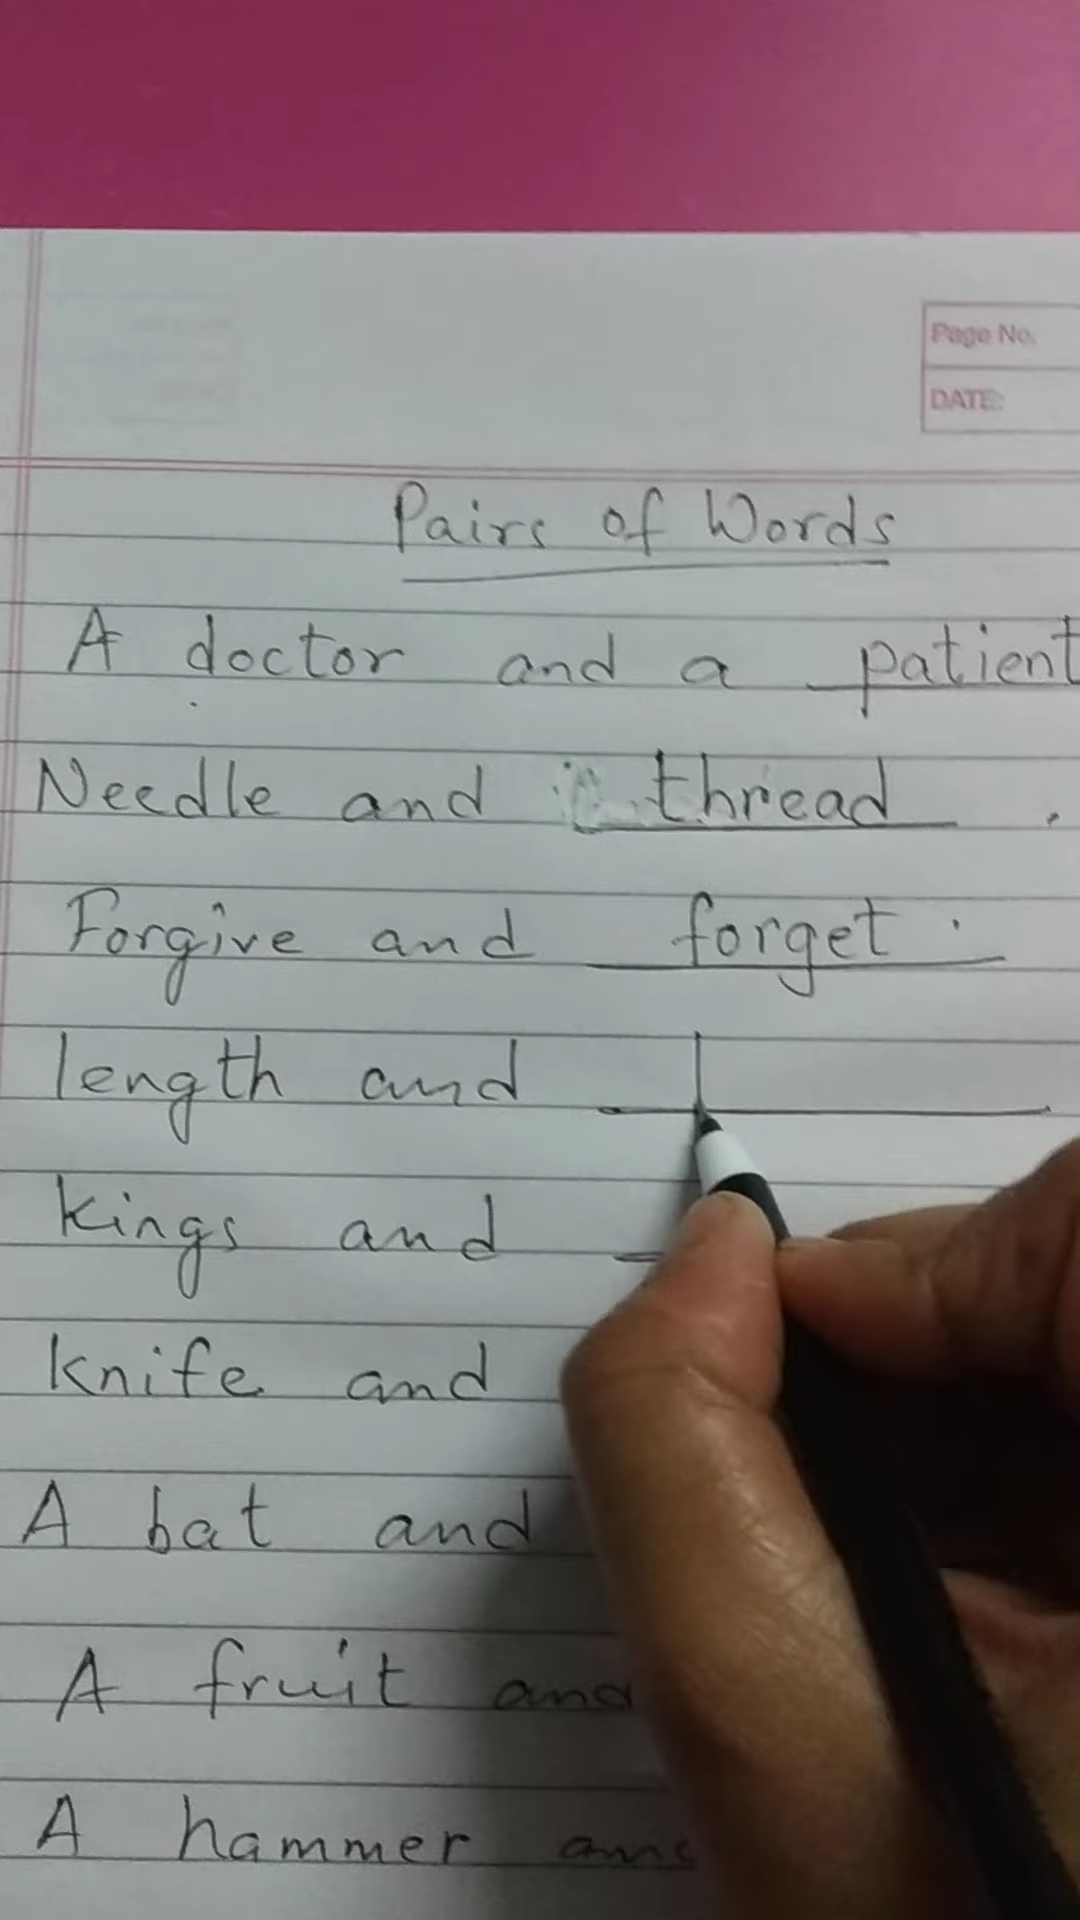 Page No.
DATE:
Pairs of Words
A doctor and a patient
Needle and thread .
Forgive and forget .
length and
kings and
knife and
A bat and
A fruit and
A hammer